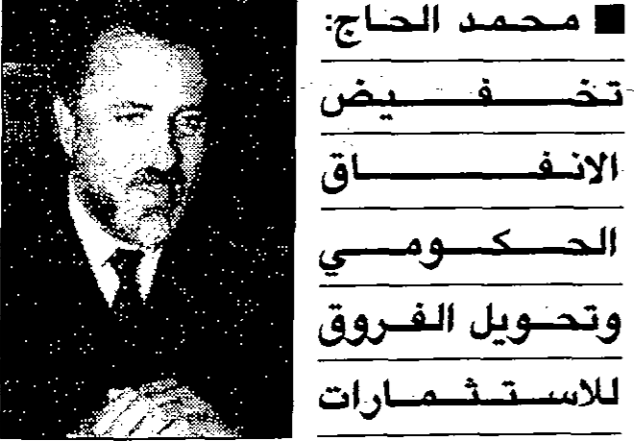 ■ محمد الحاج:
تخفيض
الانفاق
الحكومي
وتحويل الفروق
للاستثمارات